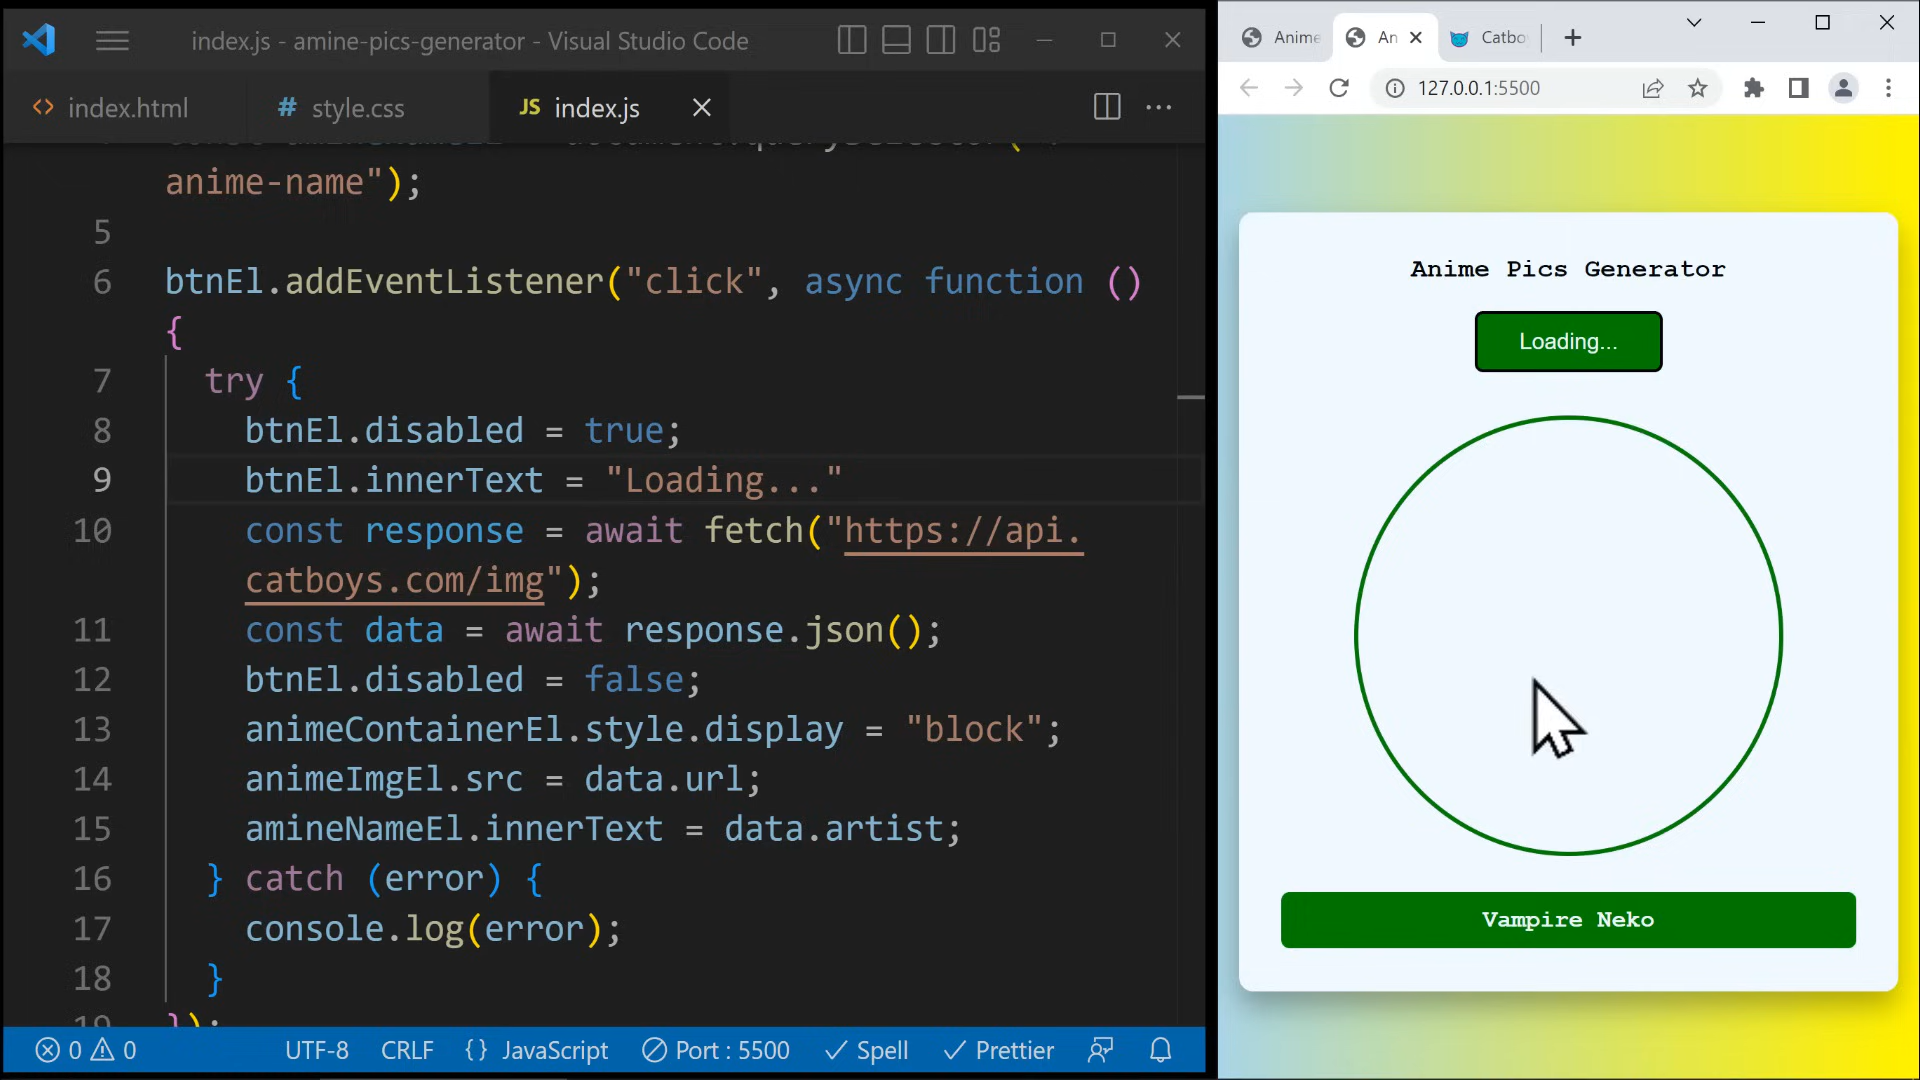 index.js - amine-pics-generator - Visual Studio Code
<> index.html
# style.css
JS index.js
anime-name");
5
6 btnEl.addEventListener("click", async function ()
{
7 try {
8 btnEl.disabled = true;
9 btnEl.innerText = "Loading..."
10 const response = await fetch("https://api.
catboys.com/img");
11 const data = await response.json();
12 btnEl.disabled = false;
13 animeContainerEl.style.display = "block";
14 animeImgEl.src = data.url;
15 amineNameEl.innerText = data.artist;
16 } catch (error) {
17 console.log(error);
18 }
19 });
0 0
UTF-8
CRLF
{} JavaScript
Port : 5500
Spell
Prettier
Anime
An
Catbo
127.0.0.1:5500
Anime Pics Generator
Loading...
Vampire Neko